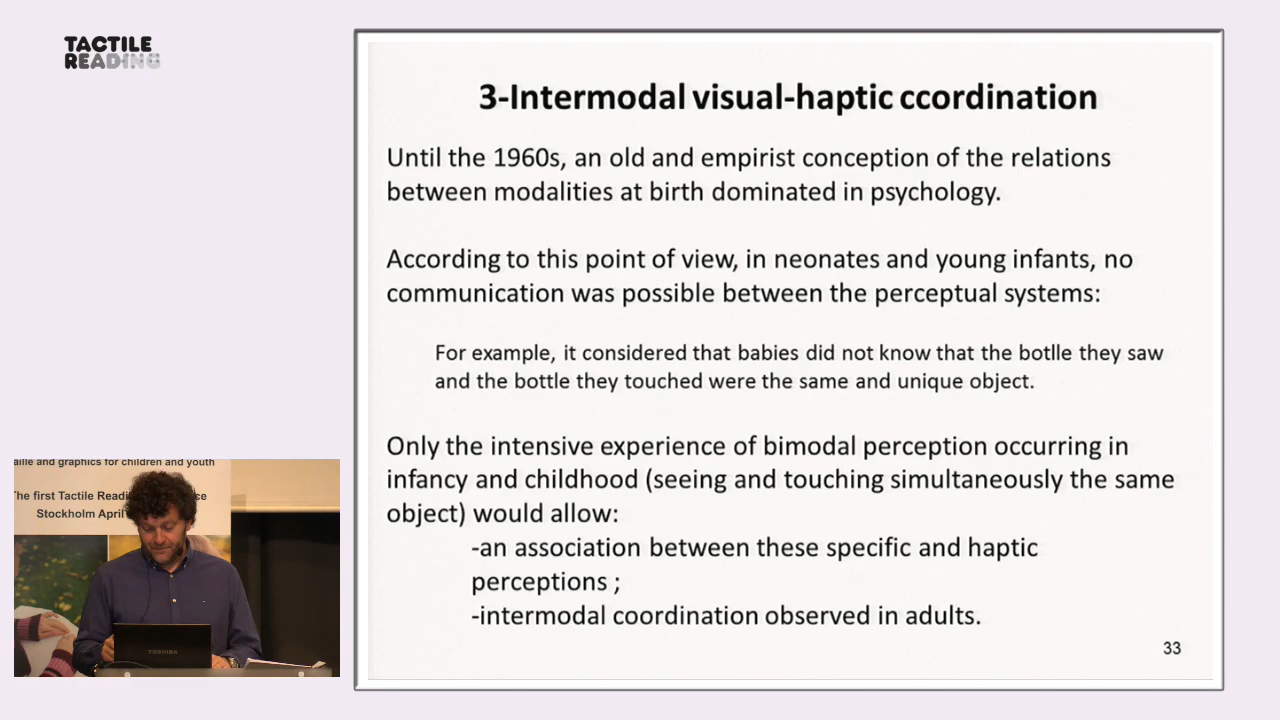 TACTILE
READING
3-Intermodal visual-haptic ccordination
Until the 1960s, an old and empirist conception of the relations
between modalities at birth dominated in psychology.
According to this point of view, in neonates and young infants, no
communication was possible between the perceptual systems:
For example, it considered that babies did not know that the botlle they saw
and the bottle they touched were the same and unique object.
Only the intensive experience of bimodal perception occurring in
infancy and childhood (seeing and touching simultaneously the same
object) would allow:
-an association between these specific and haptic
perceptions ;
-intermodal coordination observed in adults.
33
aille and graphics for children and youth
The first Tactile Readi ce
Stockholm April
TOSHIBA